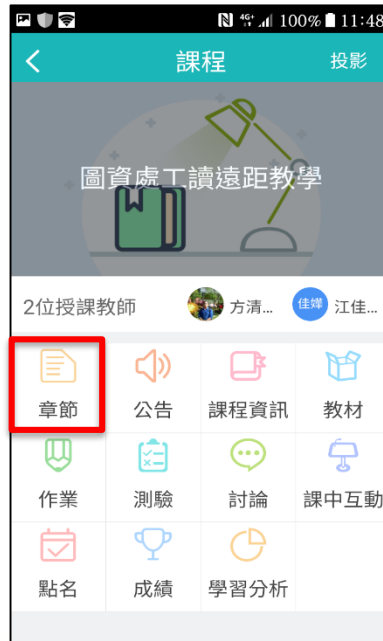 4G+ 100% 11:48
課程 投影
圖資處工讀遠距教學
2位授課教師 方清... 佳嬅 江佳...
章節 公告 課程資訊 教材
作業 測驗 討論 課中互動
點名 成績 學習分析